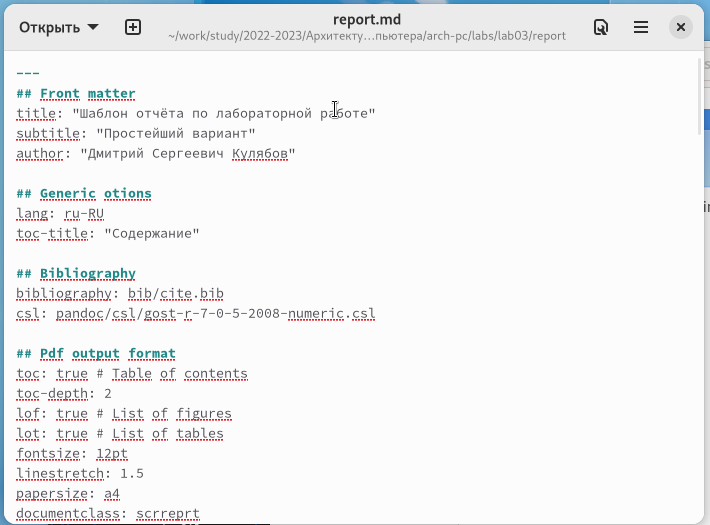 Открыть
report.md
~/work/study/2022-2023/Архитекту…пьютера/arch-pc/labs/lab03/report
---
## Front matter
title: "Шаблон отчёта по лабораторной работе"
subtitle: "Простейший вариант"
author: "Дмитрий Сергеевич Кулябов"
## Generic otions
lang: ru-RU
toc-title: "Содержание"
## Bibliography
bibliography: bib/cite.bib
csl: pandoc/csl/gost-r-7-0-5-2008-numeric.csl
## Pdf output format
toc: true # Table of contents
toc-depth: 2
lof: true # List of figures
lot: true # List of tables
fontsize: 12pt
linestretch: 1.5
papersize: a4
documentclass: scrreprt